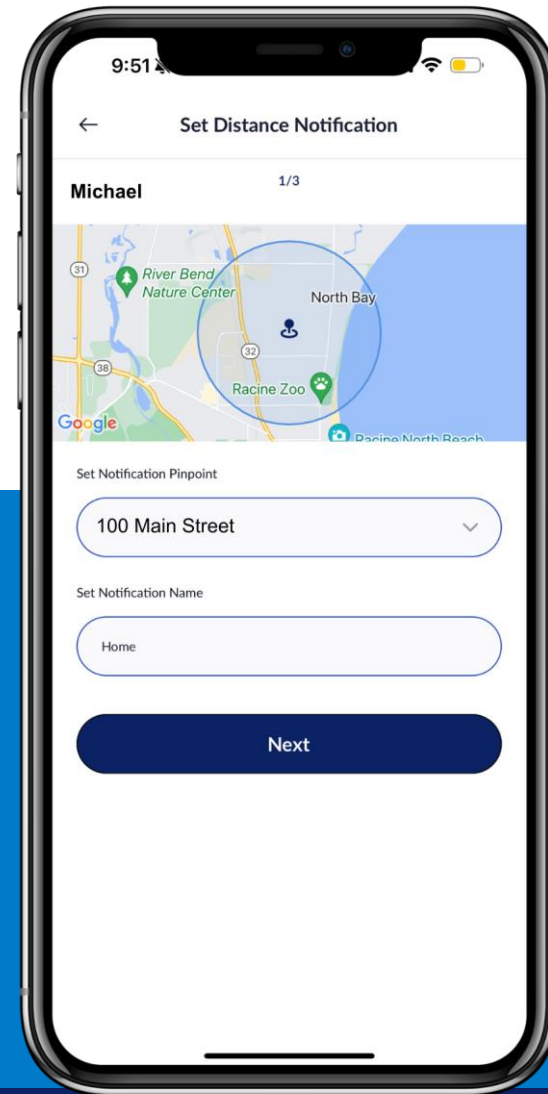 9:51
Set Distance Notification
Michael
1/3
31
River Bend
Nature Center
North Bay
32
38
Racine Zoo
Google
Racine North Beach
Set Notification Pinpoint
100 Main Street
Set Notification Name
Home
Next